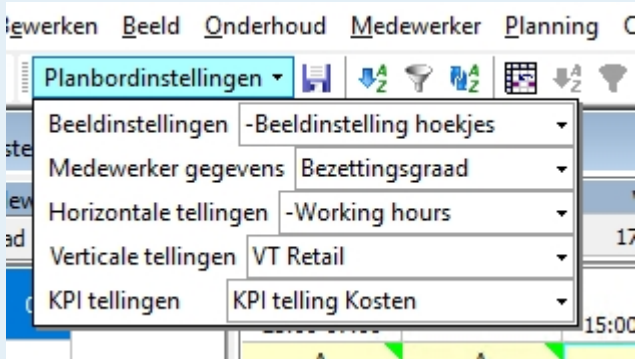 Bewerken Beeld Onderhoud Medewerker Planning
Planbordinstellingen
Beeldinstellingen -Beeldinstelling hoekjes
Medewerker gegevens Bezettingsgraad
Horizontale tellingen -Working hours
Verticale tellingen VT Retail
KPI tellingen KPI telling Kosten
15:00